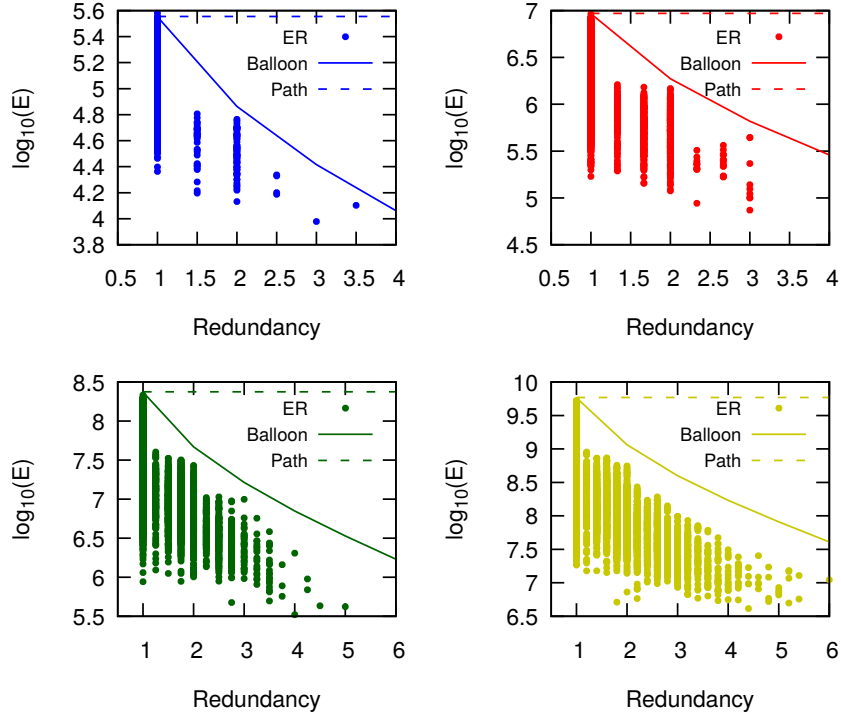 5.6
5.4
5.2
5
4.8
4.6
4.4
4.2
4
3.8
log10(E)
ER
Balloon
Path
0.5 1 1.5 2 2.5 3 3.5 4
Redundancy
7
6.5
6
5.5
5
4.5
log10(E)
ER
Balloon
Path
0.5 1 1.5 2 2.5 3 3.5 4
Redundancy
8.5
8
7.5
7
6.5
6
5.5
log10(E)
ER
Balloon
Path
1 2 3 4 5 6
Redundancy
10
9.5
9
8.5
8
7.5
7
6.5
log10(E)
ER
Balloon
Path
1 2 3 4 5 6
Redundancy